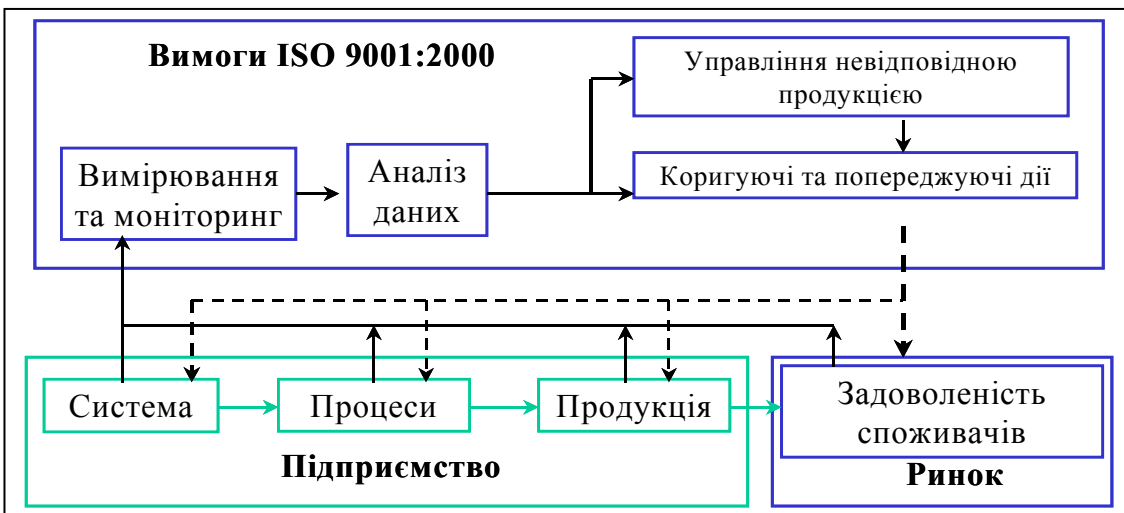 Вимоги ISO 9001:2000
Управління невідповідною
продукцією
Вимірювання
та моніторинг
Аналіз
даних
Коригуючі та попереджуючі дії
Система
Процеси
Продукція
Підприємство
Задоволеність
споживачів
Ринок